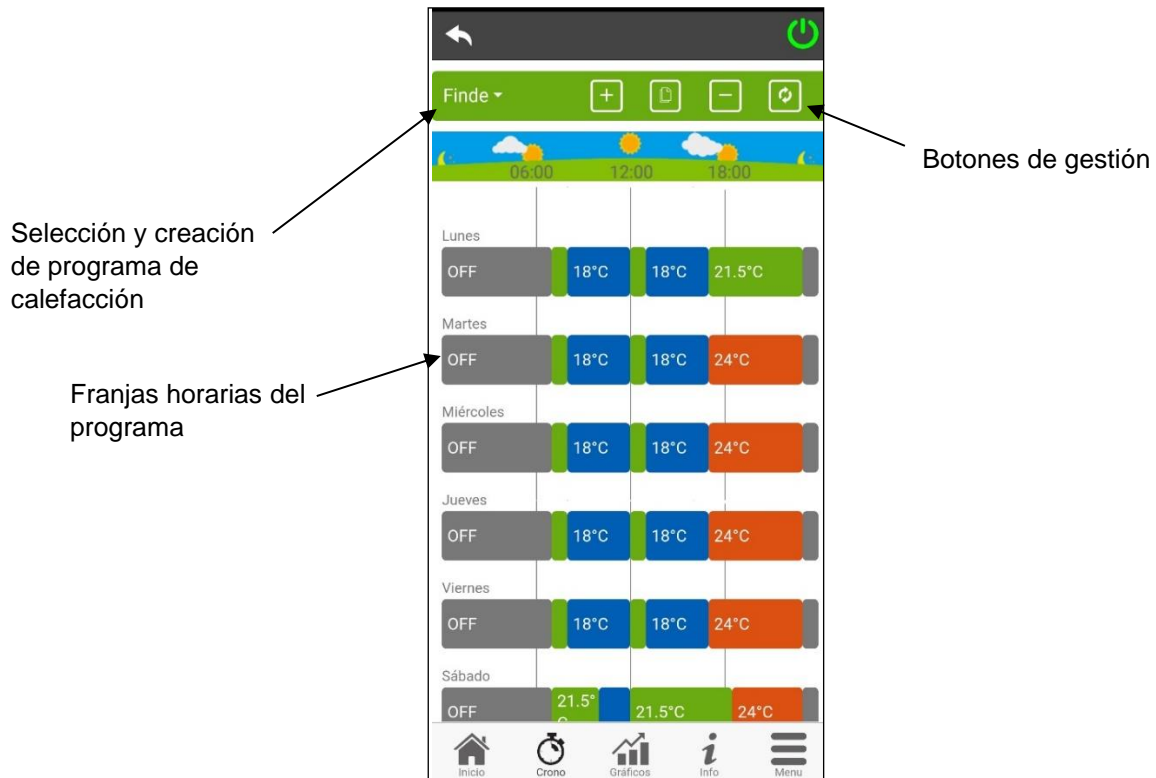 Finde
06:00 12:00 18:00
Botones de gestión
Selección y creación
de programa de
calefacción
Lunes
OFF 18°C 18°C 21.5°C
Martes
OFF 18°C 18°C 24°C
Franjas horarias del
programa
Miércoles
OFF 18°C 18°C 24°C
Jueves
OFF 18°C 18°C 24°C
Viernes
OFF 18°C 18°C 24°C
Sábado
OFF 21.5° 21.5°C 24°C
Inicio Crono Gráficos Info Menu